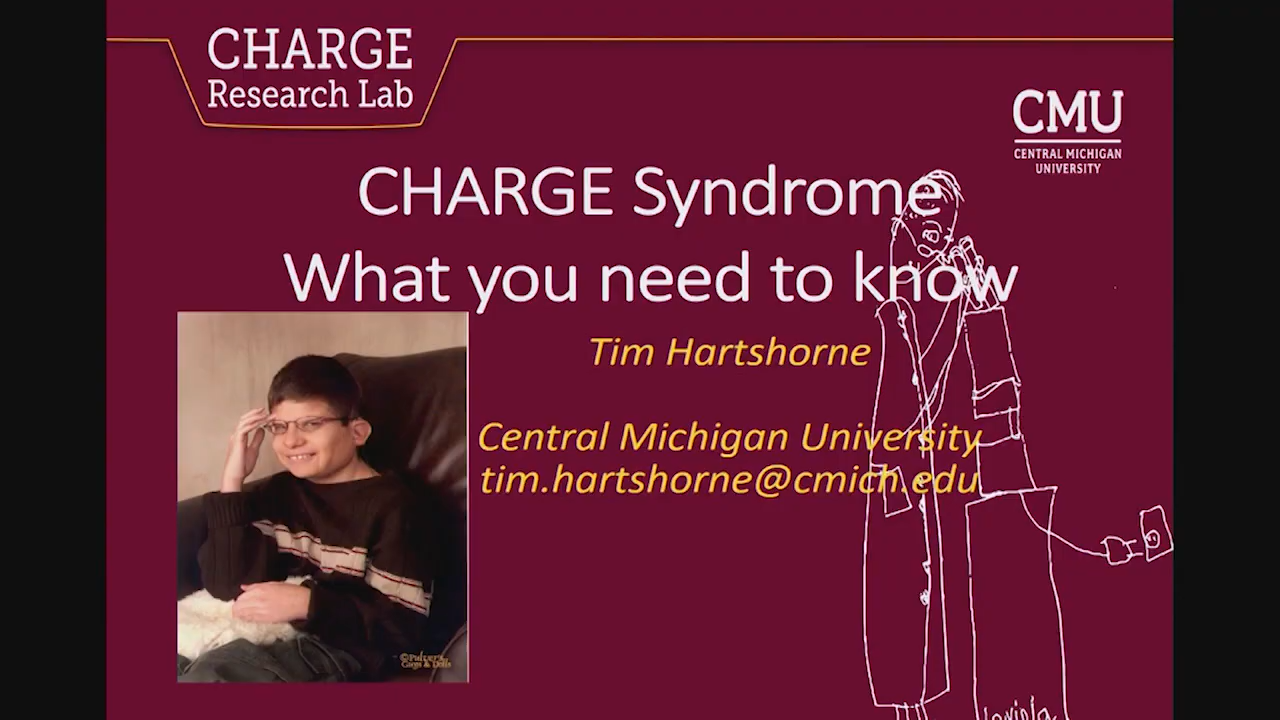 CHARGE
Research Lab
CMU
CENTRAL MICHIGAN
UNIVERSITY
CHARGE Syndrome
What you need to know
Tim Hartshorne
Central Michigan University
tim.hartshorne@cmich.edu